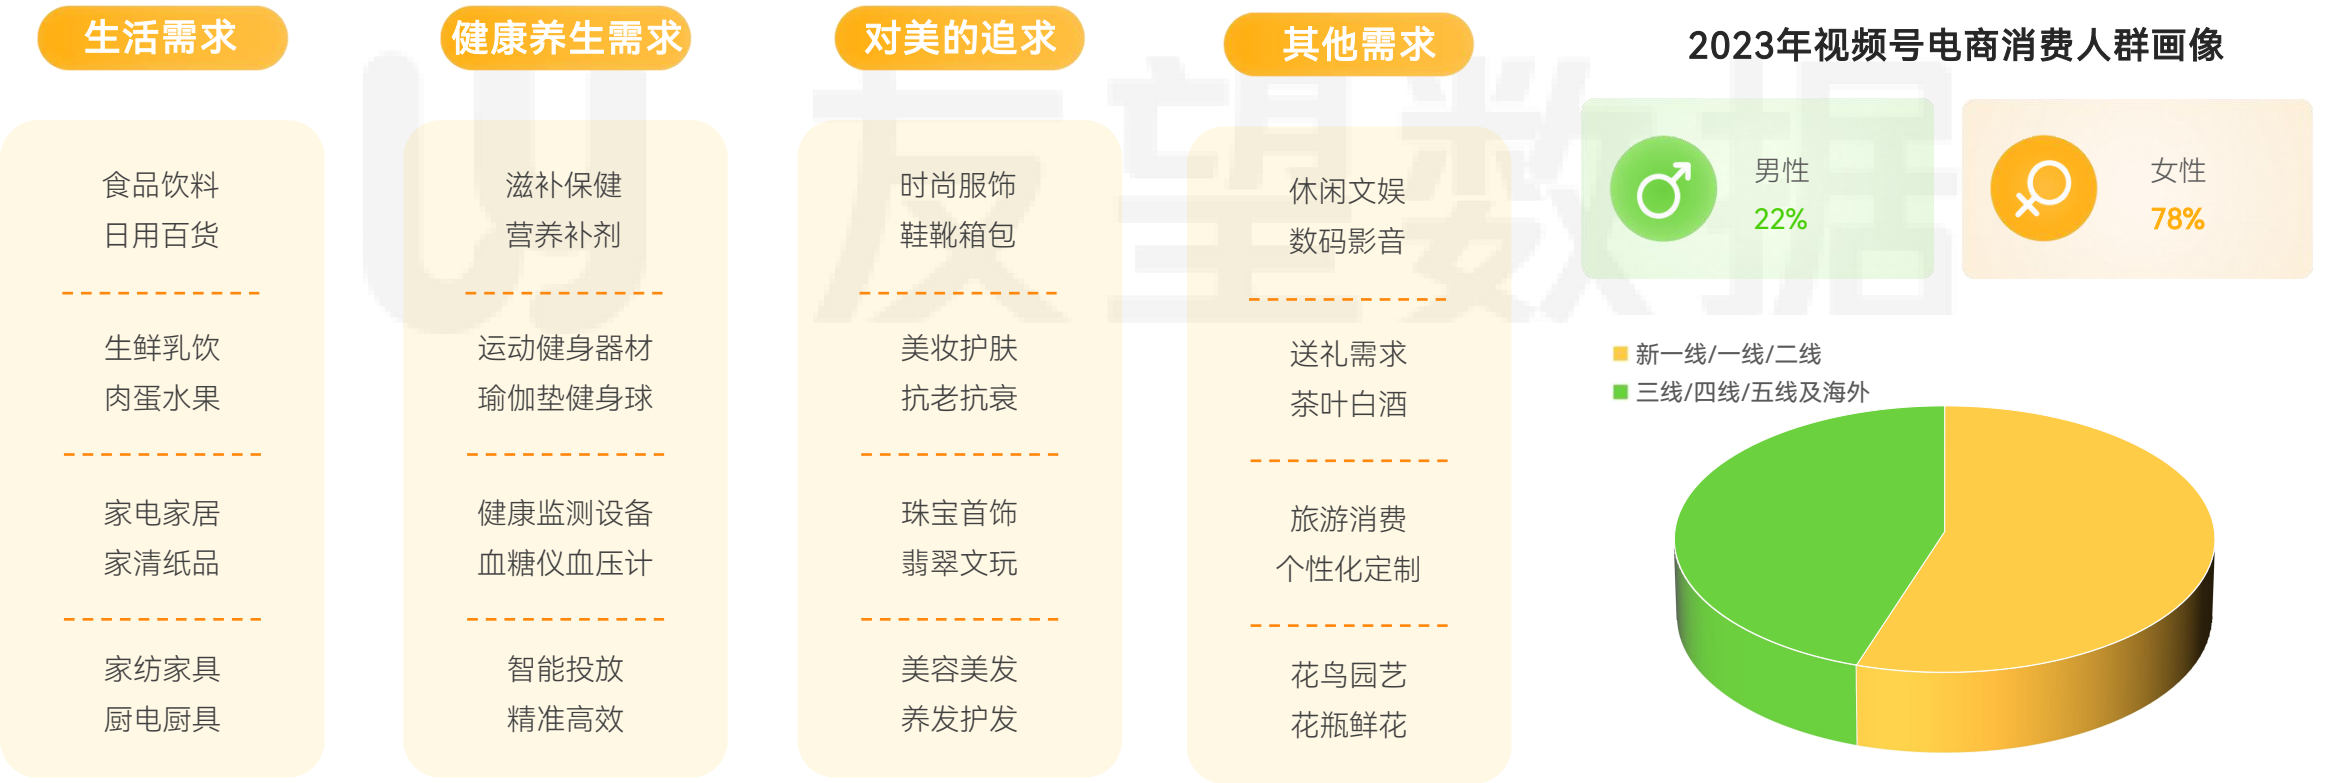 生活需求
食品饮料
日用百货
生鲜乳饮
肉蛋水果
家电家居
家清纸品
家纺家具
厨电厨具
健康养生需求
滋补保健
营养补剂
运动健身器材
瑜伽垫健身球
健康监测设备
血糖仪血压计
智能投放
精准高效
对美的追求
时尚服饰
鞋靴箱包
美妆护肤
抗老抗衰
珠宝首饰
翡翠文玩
美容美发
养发护发
其他需求
休闲文娱
数码影音
送礼需求
茶叶白酒
旅游消费
个性化定制
花鸟园艺
花瓶鲜花
2023年视频号电商消费人群画像
男性
22%
女性
78%
新一线/一线/二线
三线/四线/五线及海外
友望数据